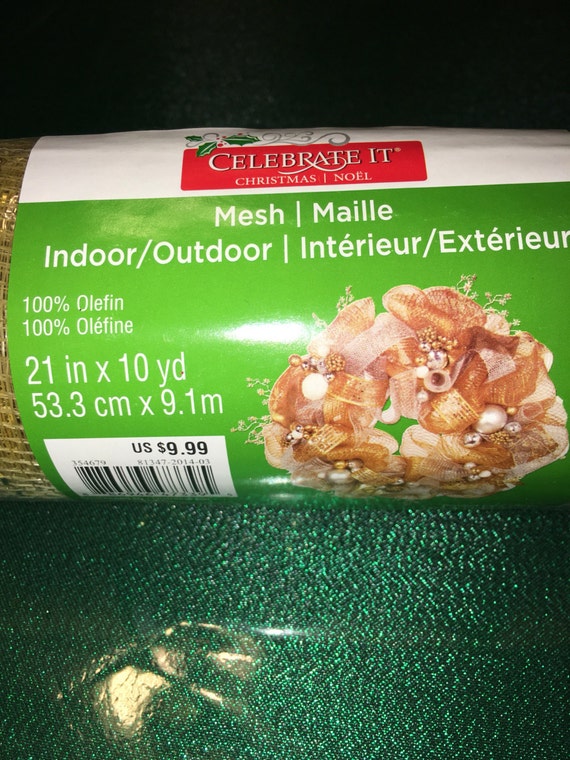 CELEBRATE IT®
CHRISTMAS | NOËL
Mesh | Maille
Indoor/Outdoor | Intérieur/Extérieur
100% Olefin
100% Oléfine
21 in x 10 yd
53.3 cm x 9.1m
US $9.99
354679 81347-2014-03